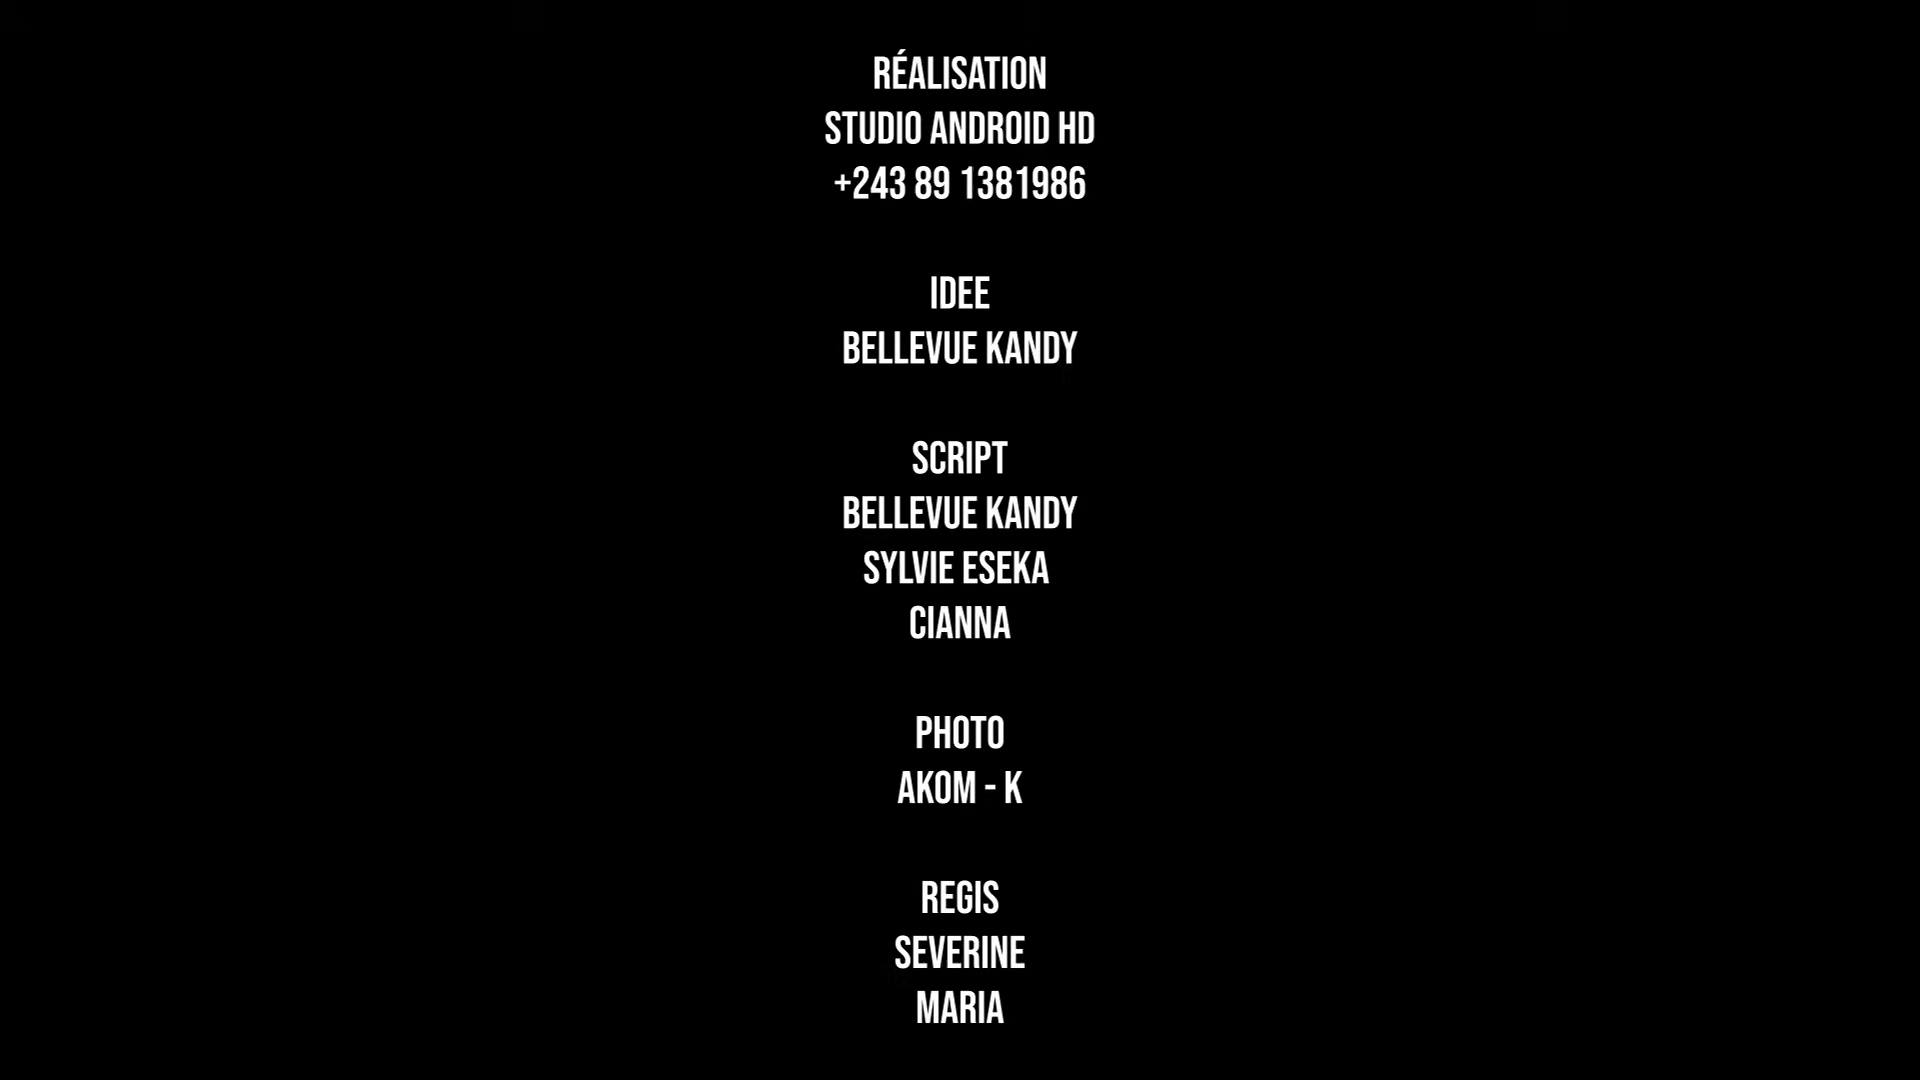 RÉALISATION
STUDIO ANDROID HD
+243 89 1381986
IDEE
BELLEVUE KANDY
SCRIPT
BELLEVUE KANDY
SYLVIE ESEKA
CIANNA
PHOTO
AKOM - K
REGIS
SEVERINE
MARIA